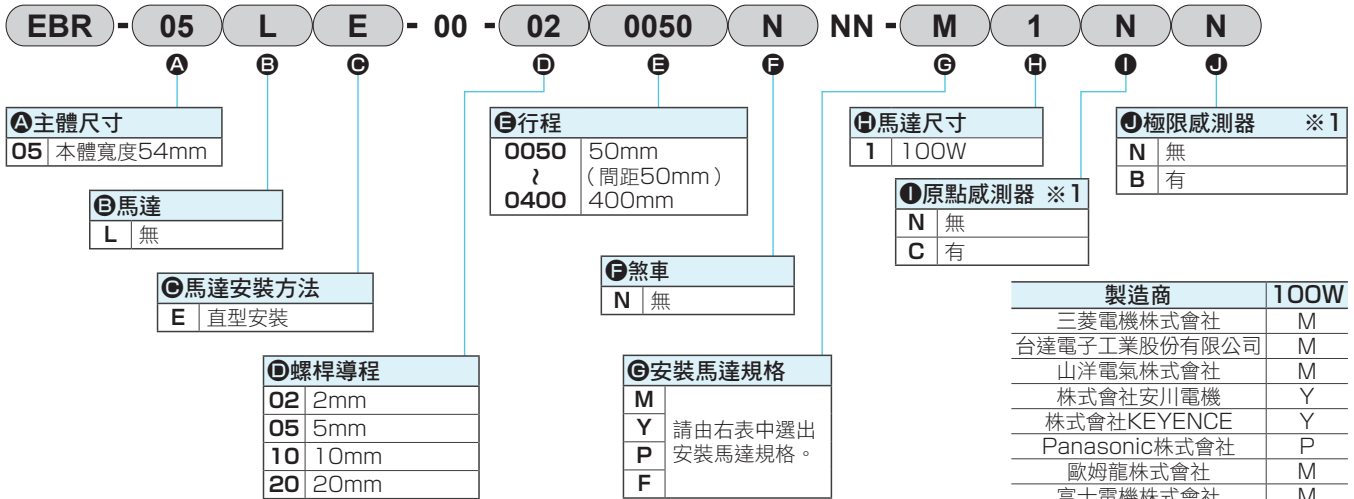 EBR - 05 L E - 00 - 02 0050 N NN - M 1 N N
A B C D E F G H I J
A主體尺寸
05 本體寬度54mm
B馬達
L 無
C馬達安裝方法
E 直型安裝
D螺桿導程
02 2mm
05 5mm
10 10mm
20 20mm
E行程
0050 50mm
~ （間距50mm）
0400 400mm
F煞車
N 無
G安裝馬達規格
M
Y
P
F
請由右表中選出
安裝馬達規格。
H馬達尺寸
1 100W
I原點感測器 ※1
N 無
C 有
J極限感測器 ※1
N 無
B 有
製造商 100W
三菱電機株式會社 M
台達電子工業股份有限公司 M
山洋電氣株式會社 M
株式會社安川電機 Y
株式會社KEYENCE Y
Panasonic株式會社 P
歐姆龍株式會社 M
富士電機株式會社 M